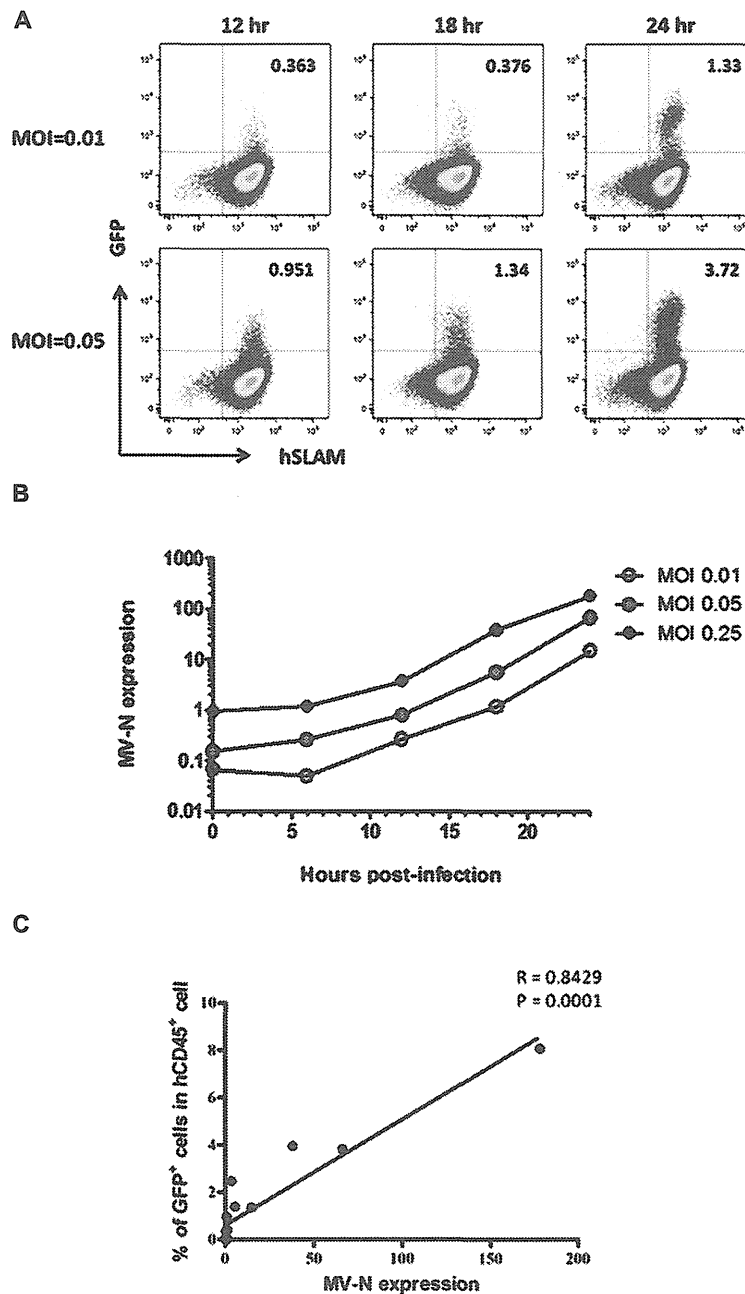 A
12 hr 18 hr 24 hr
MOI=0.01
0.363 0.376 1.33
GFP
MOI=0.05
0.951 1.34 3.72
hSLAM
B
MV-N expression
1000
100
10
1
0.1
0.01
0 5 10 15 20
Hours post-infection
MOI 0.01
MOI 0.05
MOI 0.25
C
R = 0.8429
P = 0.0001
% of GFP⁺ cells in hCD45⁺ cell
10
8
6
4
2
0
0 50 100 150 200
MV-N expression